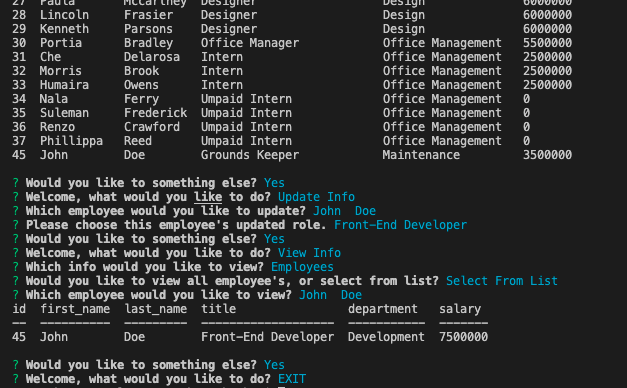 27 Paula McCartney Designer Design 6000000
28 Lincoln Frasier Designer Design 6000000
29 Kenneth Parsons Designer Design 6000000
30 Portia Bradley Office Manager Office Management 5500000
31 Che Delarosa Intern Office Management 2500000
32 Morris Brook Intern Office Management 2500000
33 Humaira Owens Intern Office Management 2500000
34 Nala Ferry Umpaid Intern Office Management 0
35 Suleman Frederick Umpaid Intern Office Management 0
36 Renzo Crawford Umpaid Intern Office Management 0
37 Phillippa Reed Umpaid Intern Office Management 0
45 John Doe Grounds Keeper Maintenance 3500000
? Would you like to something else? Yes
? Welcome, what would you like to do? Update Info
? Which employee would you like to update? John Doe
? Please choose this employee's updated role. Front-End Developer
? Would you like to something else? Yes
? Welcome, what would you like to do? View Info
? Which info would you like to view? Employees
? Would you like to view all employee's, or select from list? Select From List
? Which employee would you like to view? John Doe
id first_name last_name title department salary
-- ---------- --------- ------------------- ----------- -------
45 John Doe Front-End Developer Development 7500000
? Would you like to something else? Yes
? Welcome, what would you like to do? EXIT